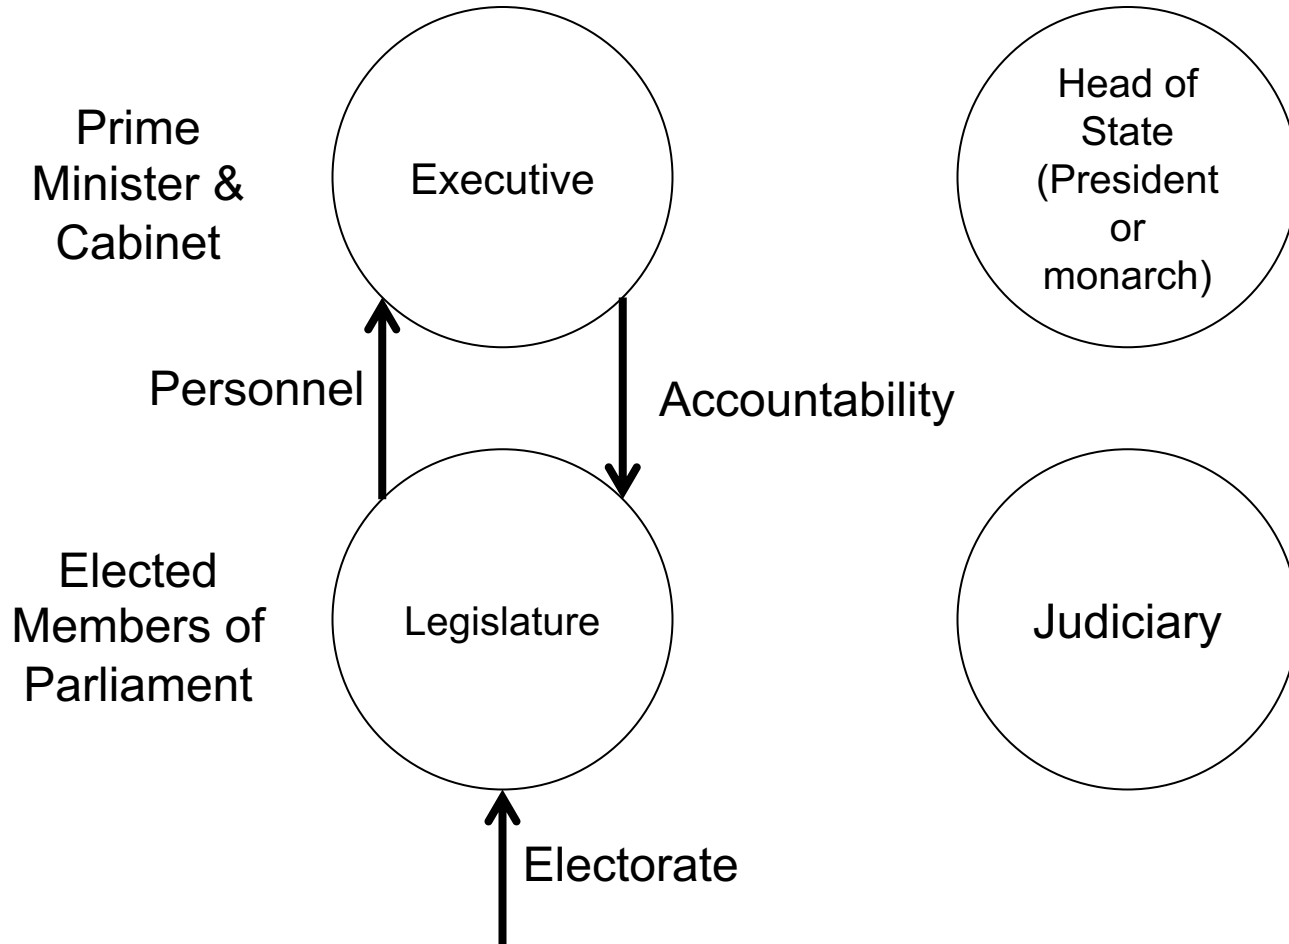 Prime
Minister &
Cabinet
Executive
Head of
State
(President
or
monarch)
Personnel
Accountability
Elected
Members of
Parliament
Legislature
Judiciary
Electorate